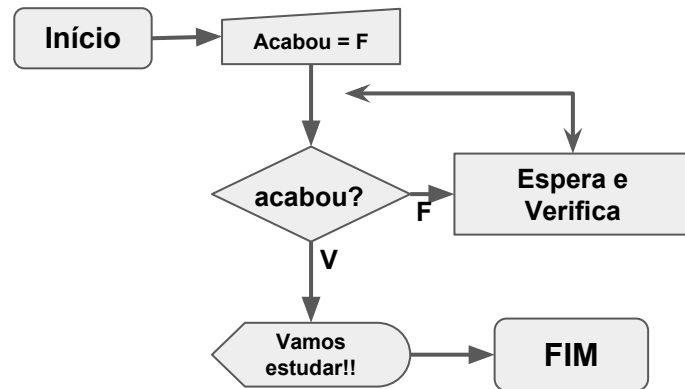 Início
Acabou = F
acabou?
F
Espera e
Verifica
V
Vamos
estudar!!
FIM